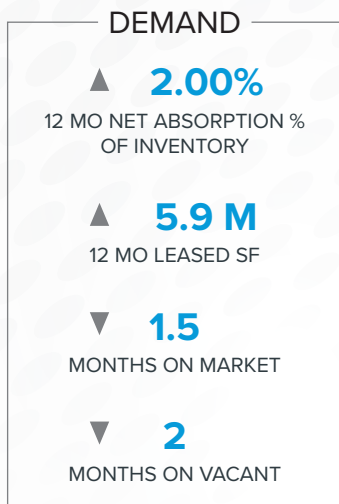 DEMAND
▲ 2.00%
12 MO NET ABSORPTION %
OF INVENTORY
▲ 5.9 M
12 MO LEASED SF
▼ 1.5
MONTHS ON MARKET
▼ 2
MONTHS ON VACANT